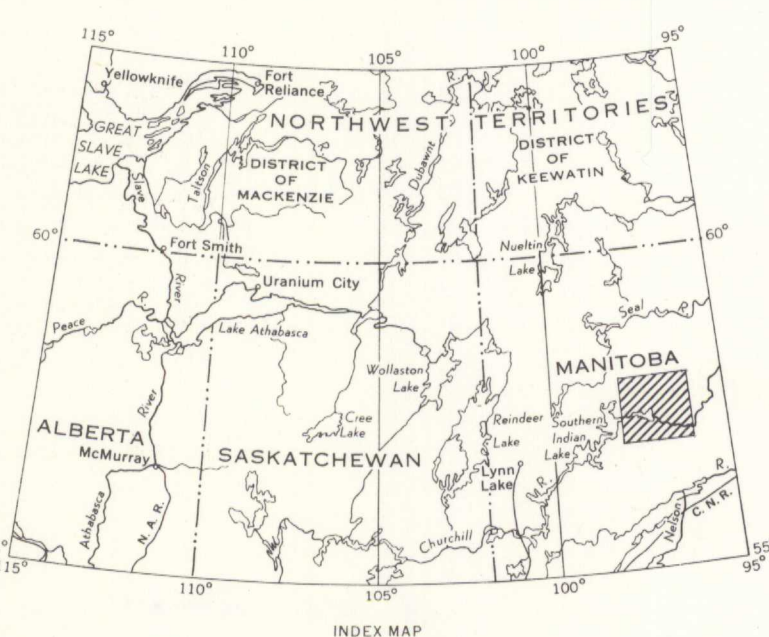 115° 110° 105° 100° 95°
Yellowknife
Fort
Reliance
R.
GREAT
SLAVE
LAKE
NORTHWEST TERRITORIES
Slave
Taltson
R.
DISTRICT
OF
MACKENZIE
Dubawnt
DISTRICT
OF
KEEWATIN
60°
Fort Smith
Nueltin
Lake
60°
River
Uranium City
Peace
R.
Lake Athabasca
Seal R.
Wollaston
Lake
MANITOBA
River
Cree
Lake
Reindeer
Lake
Southern
Indian
Lake
ALBERTA
McMurray
SASKATCHEWAN
Lynn
Lake
R.
R.
Athabasca
N. A. R.
Churchill
Nelson
C. N. R.
55
95°
15° 110° 105° 100°
INDEX MAP